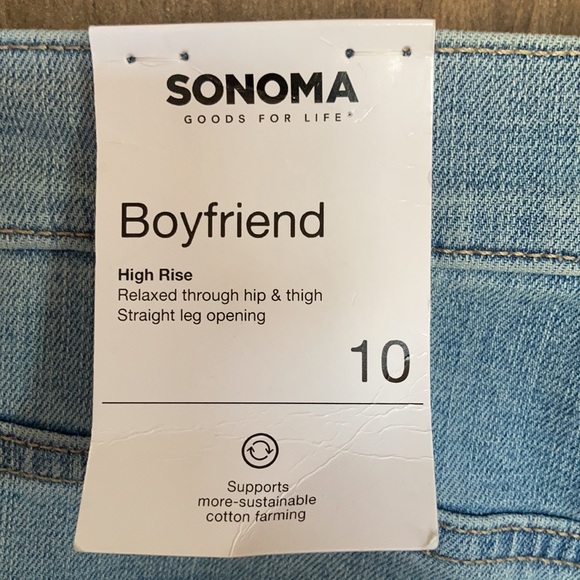 SONOMA
GOODS FOR LIFE®
Boyfriend
High Rise
Relaxed through hip & thigh
Straight leg opening
10
Supports
more-sustainable
cotton farming